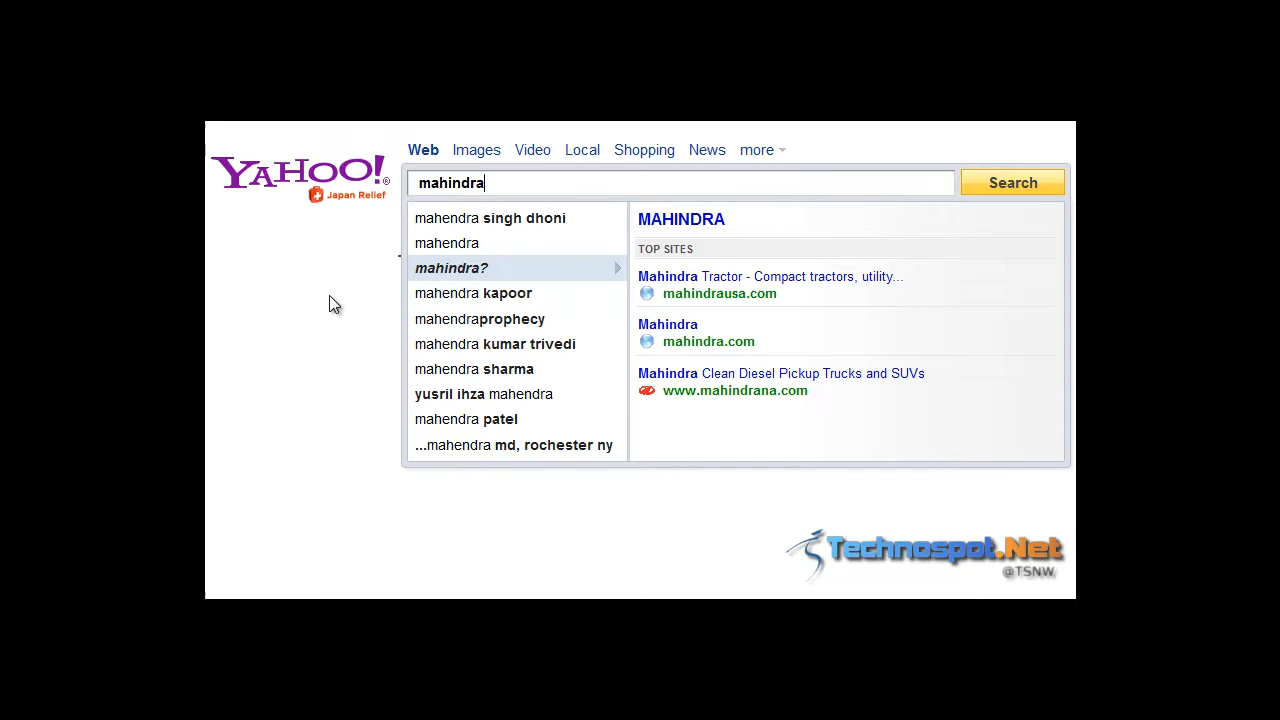 YAHOO!®
Japan Relief
Web Images Video Local Shopping News more
mahindra
Search
mahendra singh dhoni
mahendra
mahindra?
mahendra kapoor
mahendraprophecy
mahendra kumar trivedi
mahendra sharma
yusril ihza mahendra
mahendra patel
...mahendra md, rochester ny
MAHINDRA
TOP SITES
Mahindra Tractor - Compact tractors, utility...
mahindrausa.com
Mahindra
mahindra.com
Mahindra Clean Diesel Pickup Trucks and SUVs
www.mahindrana.com
Technospot.Net
@TSNW